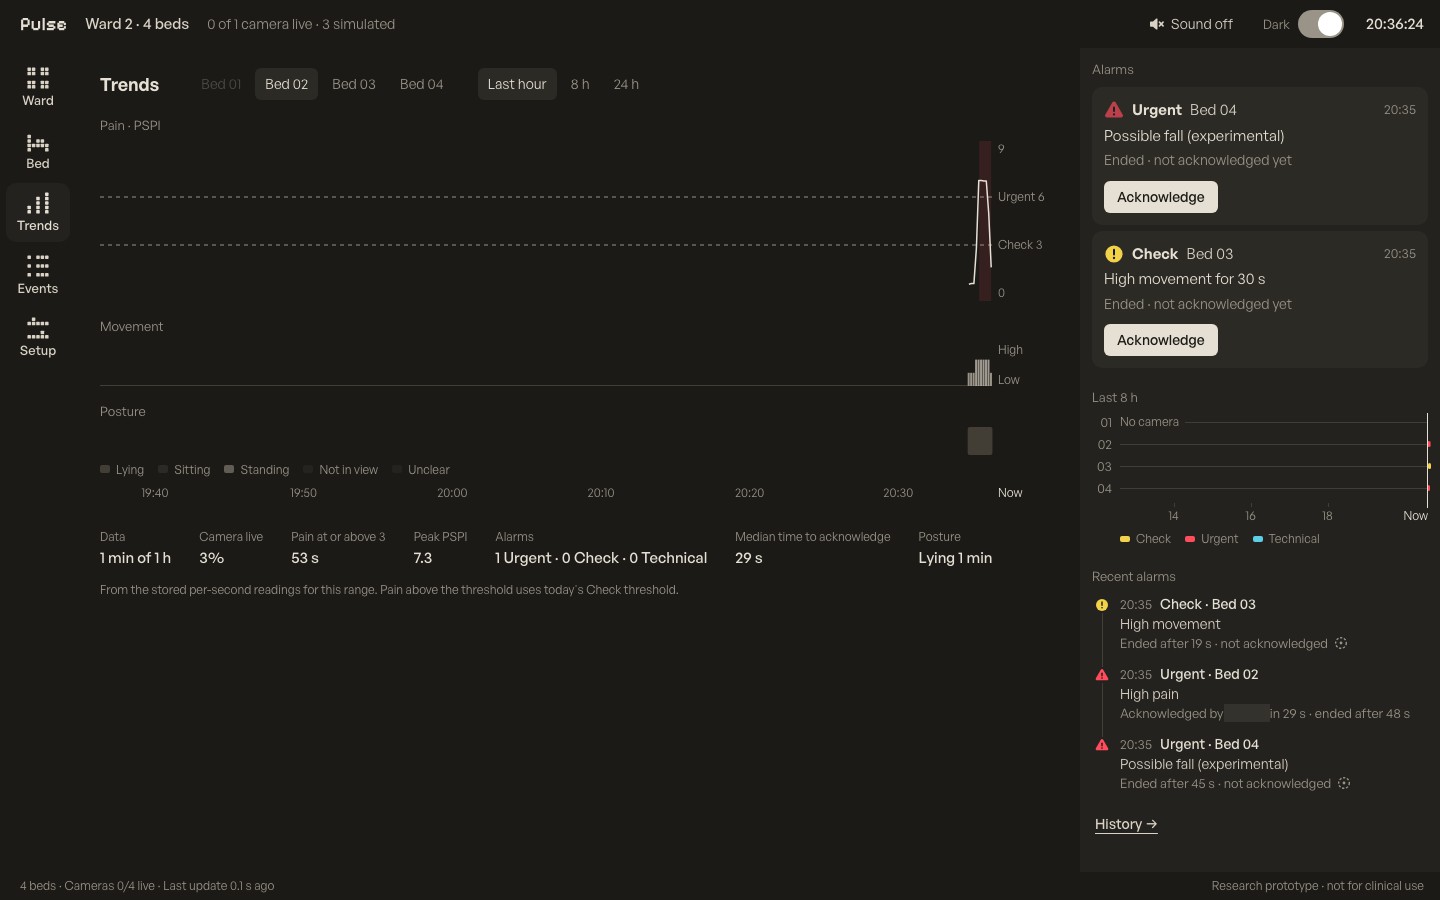 Pulse
Ward 2 · 4 beds
0 of 1 camera live · 3 simulated
Sound off
Dark
20:36:24
Ward
Bed
Trends
Events
Setup
Trends
Bed 01
Bed 02
Bed 03
Bed 04
Last hour
8 h
24 h
Pain · PSPI
9
Urgent 6
Check 3
0
Movement
High
Low
Posture
Lying
Sitting
Standing
Not in view
Unclear
19:40
19:50
20:00
20:10
20:20
20:30
Now
Data
1 min of 1 h
Camera live
3%
Pain at or above 3
53 s
Peak PSPI
7.3
Alarms
1 Urgent · 0 Check · 0 Technical
Median time to acknowledge
29 s
Posture
Lying 1 min
From the stored per-second readings for this range. Pain above the threshold uses today's Check threshold.
Alarms
Urgent Bed 04 20:35
Possible fall (experimental)
Ended · not acknowledged yet
Acknowledge
Check Bed 03 20:35
High movement for 30 s
Ended · not acknowledged yet
Acknowledge
Last 8 h
01 No camera
02
03
04
14
16
18
Now
Check
Urgent
Technical
Recent alarms
20:35 Check · Bed 03
High movement
Ended after 19 s · not acknowledged
20:35 Urgent · Bed 02
High pain
Acknowledged by in 29 s · ended after 48 s
20:35 Urgent · Bed 04
Possible fall (experimental)
Ended after 45 s · not acknowledged
History →
4 beds · Cameras 0/4 live · Last update 0.1 s ago
Research prototype · not for clinical use